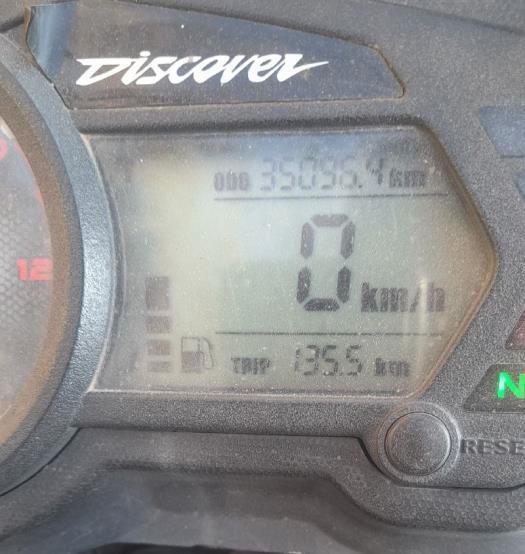 Discover
ODO 35096.4 km
0 km/h
12
TRIP 135.5 km
N
RESE